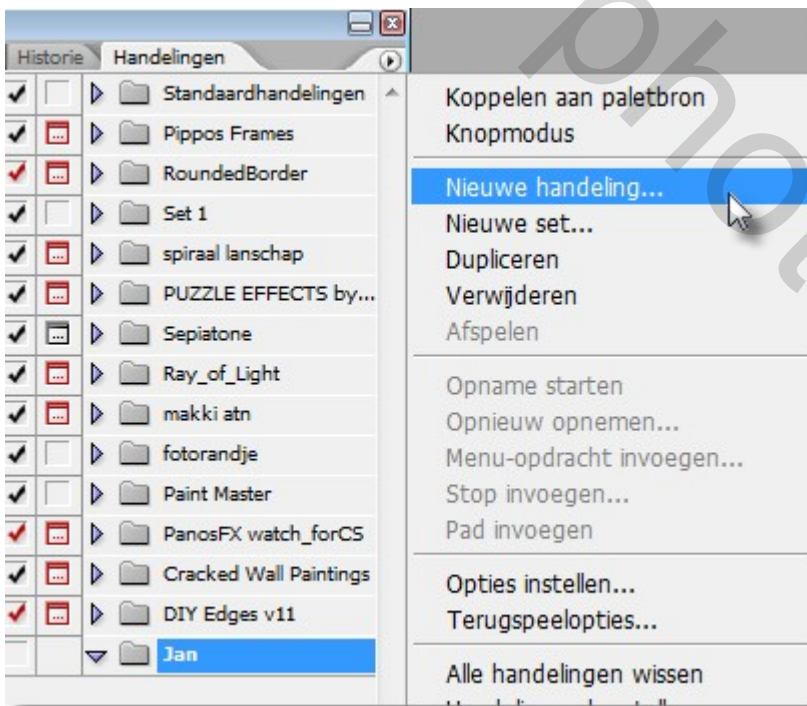 Historie
Handelingen
Standaardhandelingen
Pippos Frames
RoundedBorder
Set 1
spiraal lanschap
PUZZLE EFFECTS by...
Sepiatone
Ray_of_Light
makki atn
fotorandje
Paint Master
PanosFX watch_forCS
Cracked Wall Paintings
DIY Edges v11
Jan
Koppelen aan paletbron
Knopmodus
Nieuwe handeling...
Nieuwe set...
Dupliceren
Verwijderen
Afspelen
Opname starten
Opnieuw opnemen...
Menu-opdracht invoegen...
Stop invoegen...
Pad invoegen
Opties instellen...
Terugspeelopties...
Alle handelingen wissen
phot